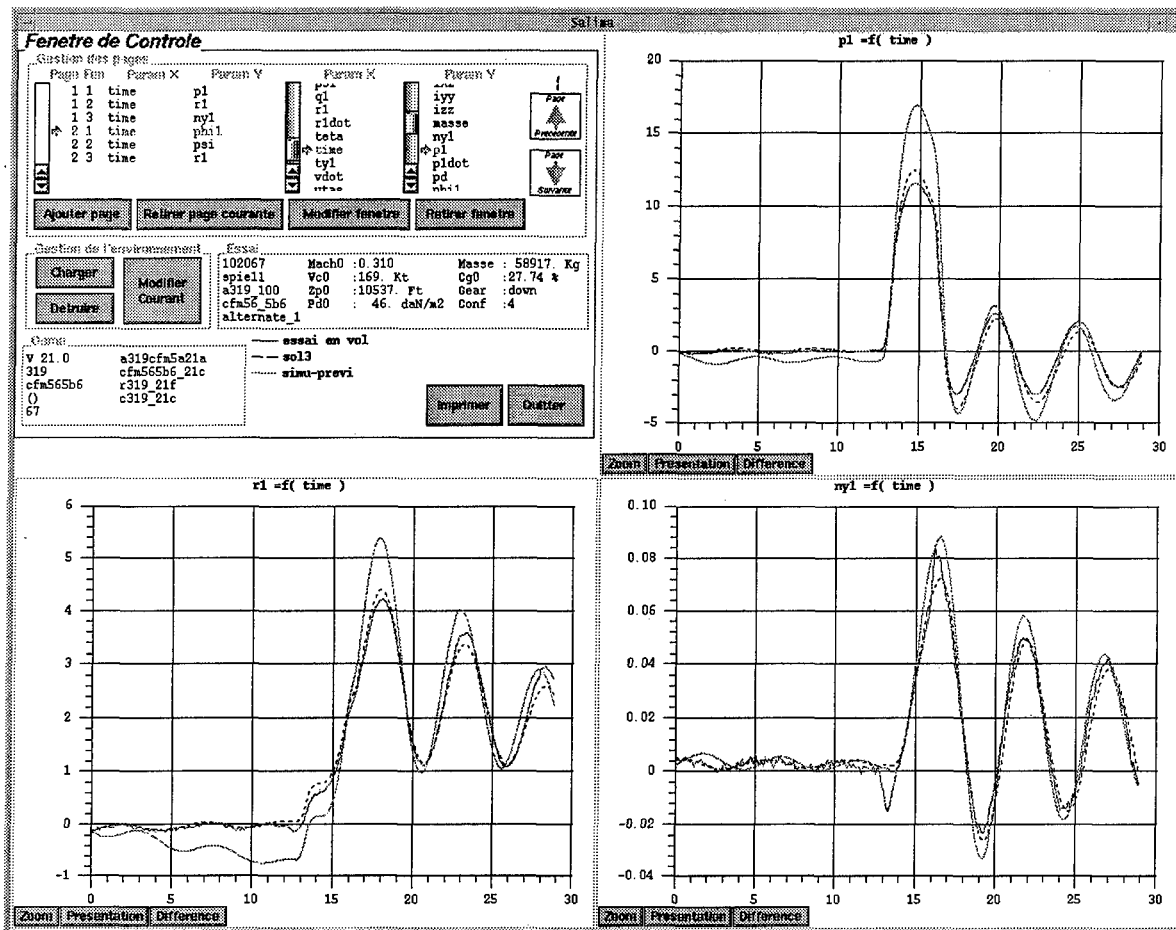 Salima
Fenetre de Controle
Gestion des pages
Page Fen Param X Param Y Param X Param Y
1 1 time p1
1 2 time r1
1 3 time ny1
2 1 time phi1
2 2 time psi
2 3 time r1
psi
q1
r1
r1dot
teta
time
ty1
vdot
vtas
ixz
iyy
izz
masse
ny1
p1
p1dot
pd
phi1
Page
Precedente
Page
Suivante
Ajouter page Retirer page courante Modifier fenetre Retirer fenetre
Gestion de l'environnement
Charger
Detruire
Modifier
Courant
Essai
102067 Mach0 :0.310 Masse : 58917. Kg
spiell Vc0 :169. Kt Cg0 :27.74 %
a319_100 Zp0 :10537. Ft Gear :down
cfm56_5b6 Pd0 : 46. daN/m2 Conf :4
alternate_1
V 21.0 a319cfm5a21a
319 cfm565b6_21c
cfm565b6 r319_21f
() c319_21c
67
essai en vol
sol3
simu-previ
Imprimer Quitter
p1 =f( time )
20
15
10
5
0
-5
0 5 10 15 20 25 30
Zoom Presentation Difference
r1 =f( time )
6
5
4
3
2
1
0
-1
0 5 10 15 20 25 30
Zoom Presentation Difference
ny1 =f( time )
0.10
0.08
0.06
0.04
0.02
0
-0.02
-0.04
0 5 10 15 20 25 30
Zoom Presentation Difference